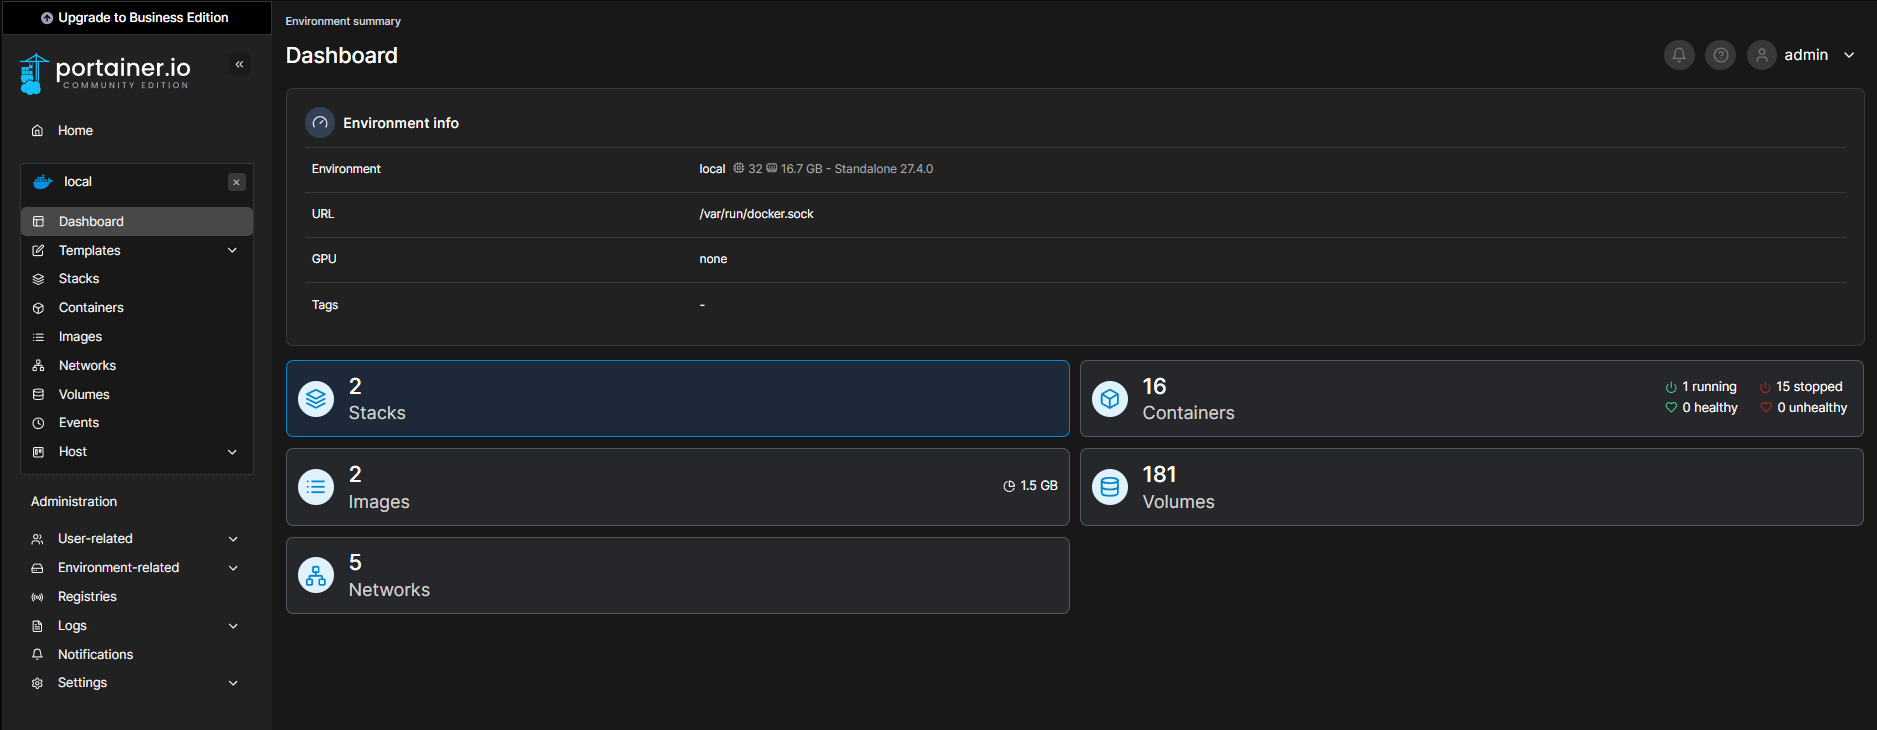 Upgrade to Business Edition
portainer.io
COMMUNITY EDITION
Home
local
Dashboard
Templates
Stacks
Containers
Images
Networks
Volumes
Events
Host
Administration
User-related
Environment-related
Registries
Logs
Notifications
Settings
Environment summary
Dashboard
admin
Environment info
Environment local 32 16.7 GB - Standalone 27.4.0
URL /var/run/docker.sock
GPU none
Tags -
2
Stacks
16
Containers
1 running 15 stopped
0 healthy 0 unhealthy
2
Images
1.5 GB
181
Volumes
5
Networks